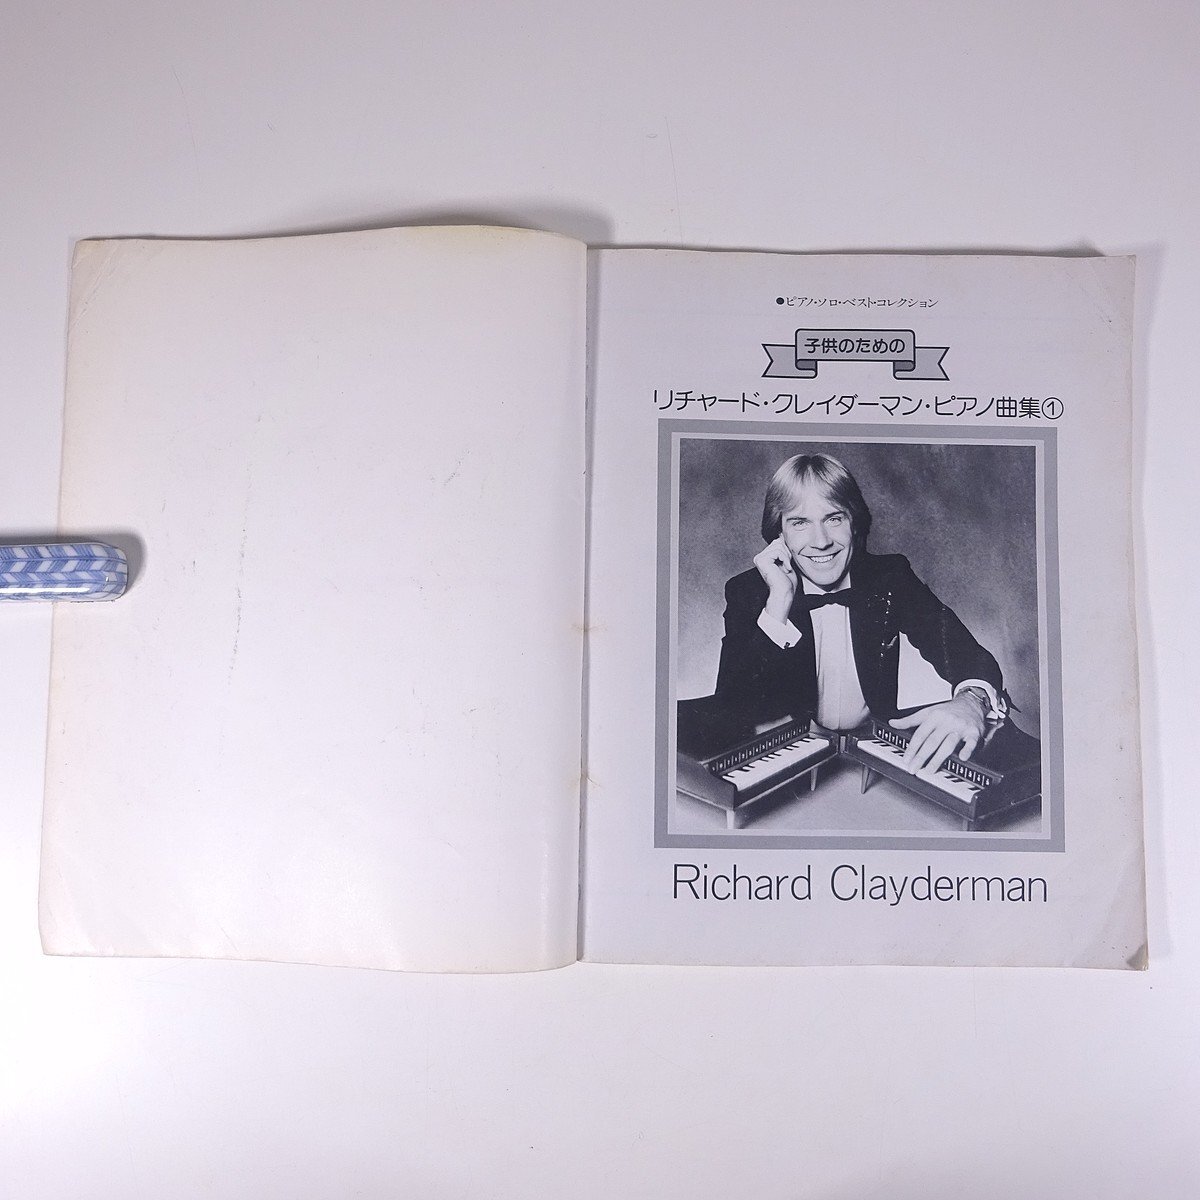 ●ピアノ・ソロ・ベスト・コレクション
子供のための
リチャード・クレイダーマン・ピアノ曲集①
Richard Clayderman